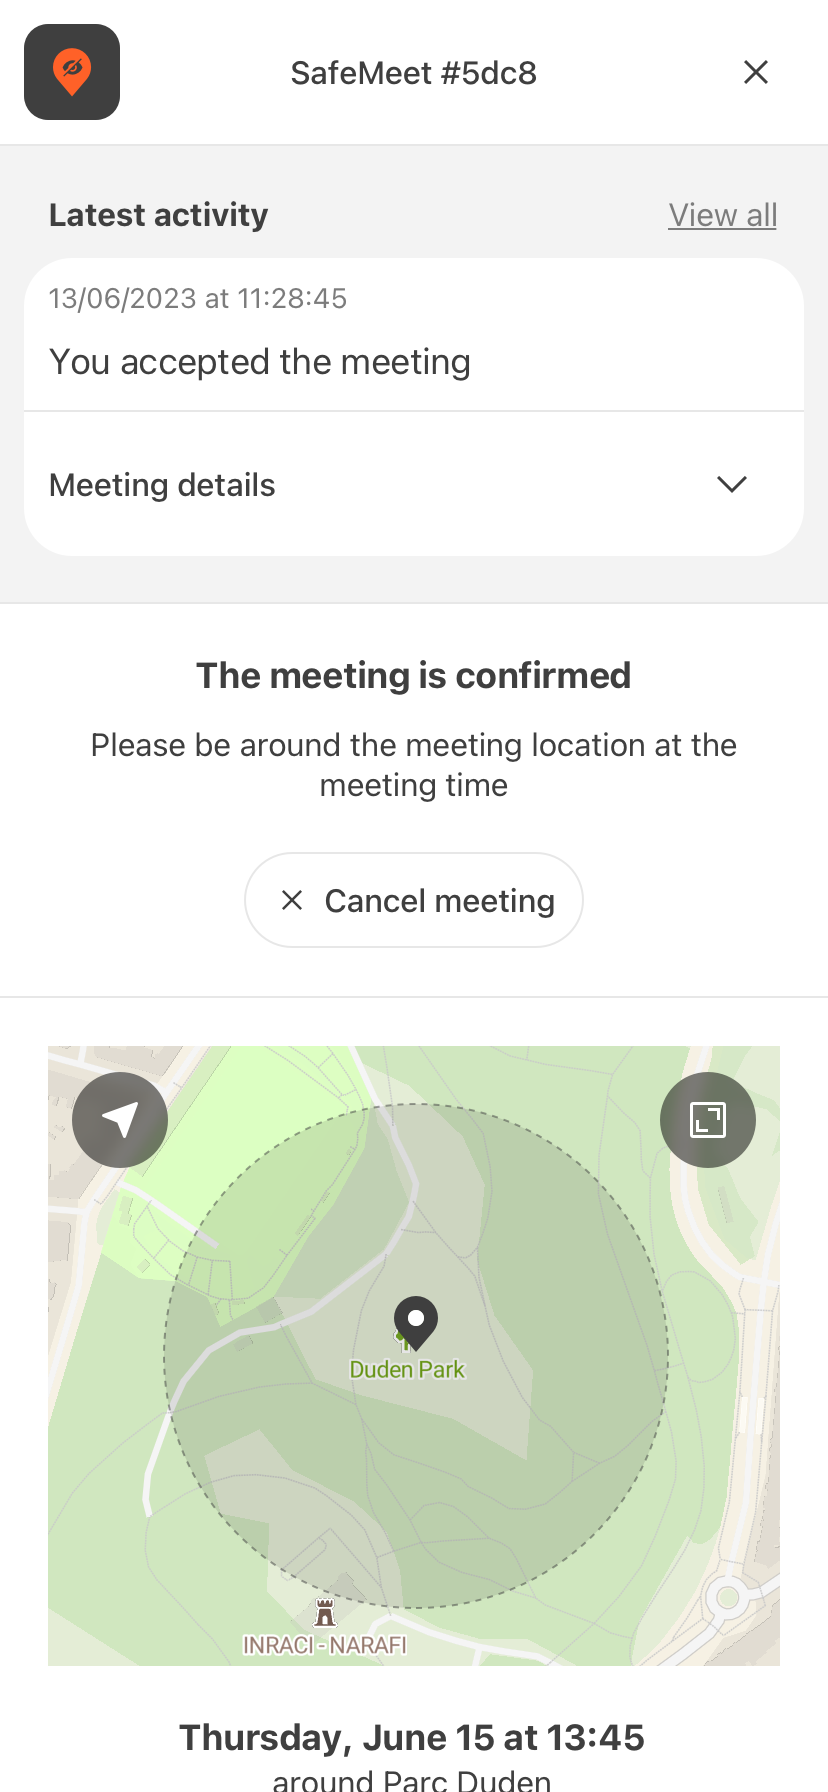 SafeMeet #5dc8
Latest activity
View all
13/06/2023 at 11:28:45
You accepted the meeting
Meeting details
The meeting is confirmed
Please be around the meeting location at the
meeting time
Cancel meeting
Duden Park
INRACI - NARAFI
Thursday, June 15 at 13:45
around Parc Duden